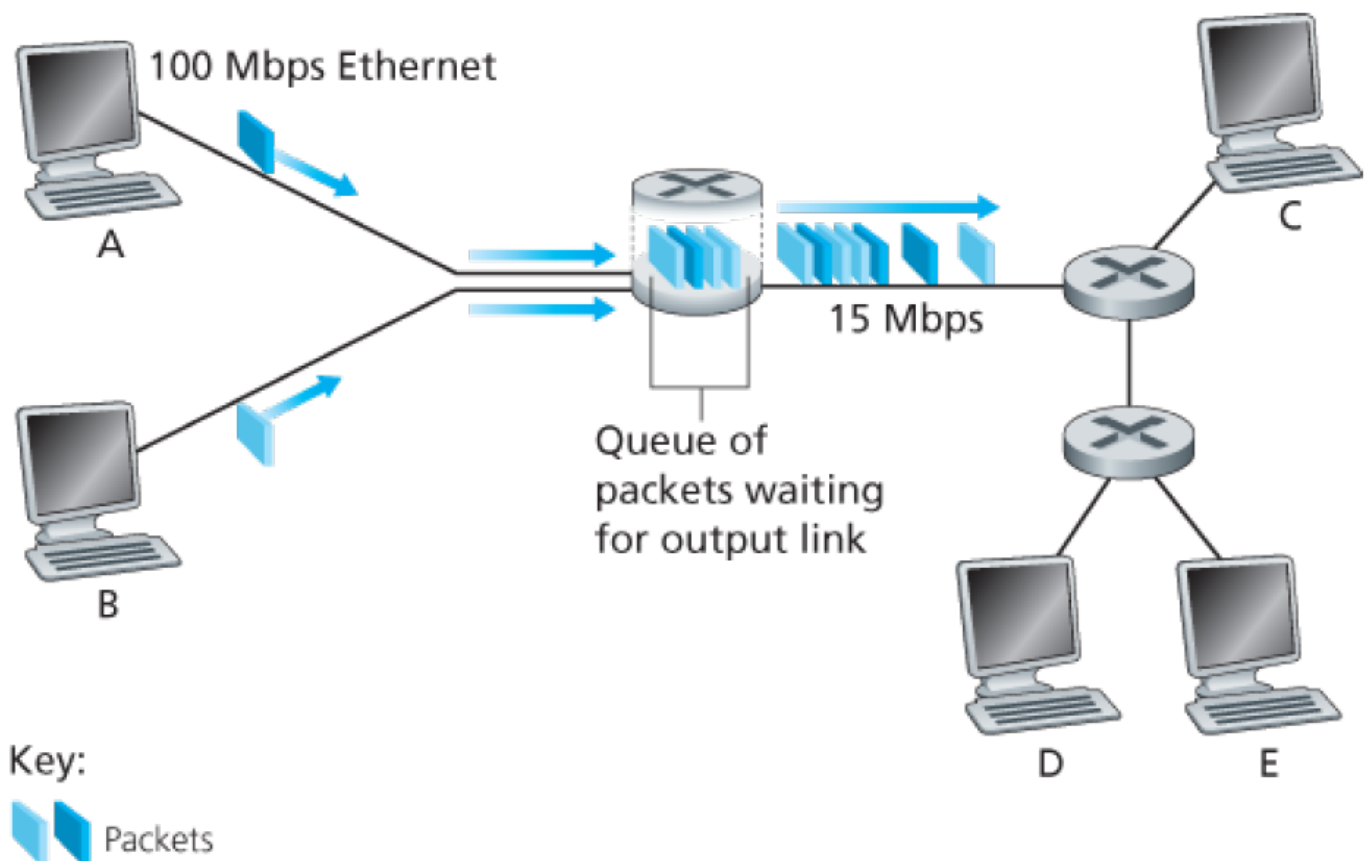 100 Mbps Ethernet
A
C
15 Mbps
Queue of
packets waiting
for output link
B
D
E
Key:
Packets